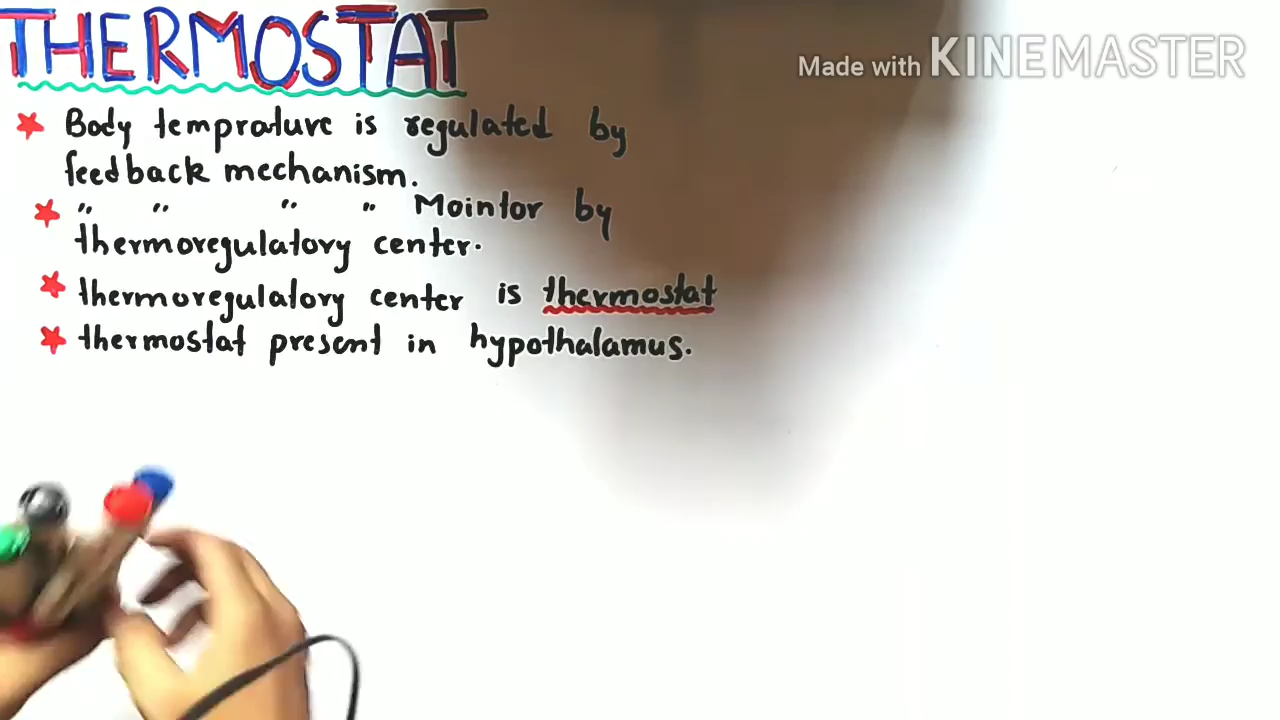 THERMOSTAT
Made with KINEMASTER
Body temprature is regulated by
feedback mechanism.
" " " " Mointor by
thermoregulatory center.
thermoregulatory center is thermostat
thermostat present in hypothalamus.